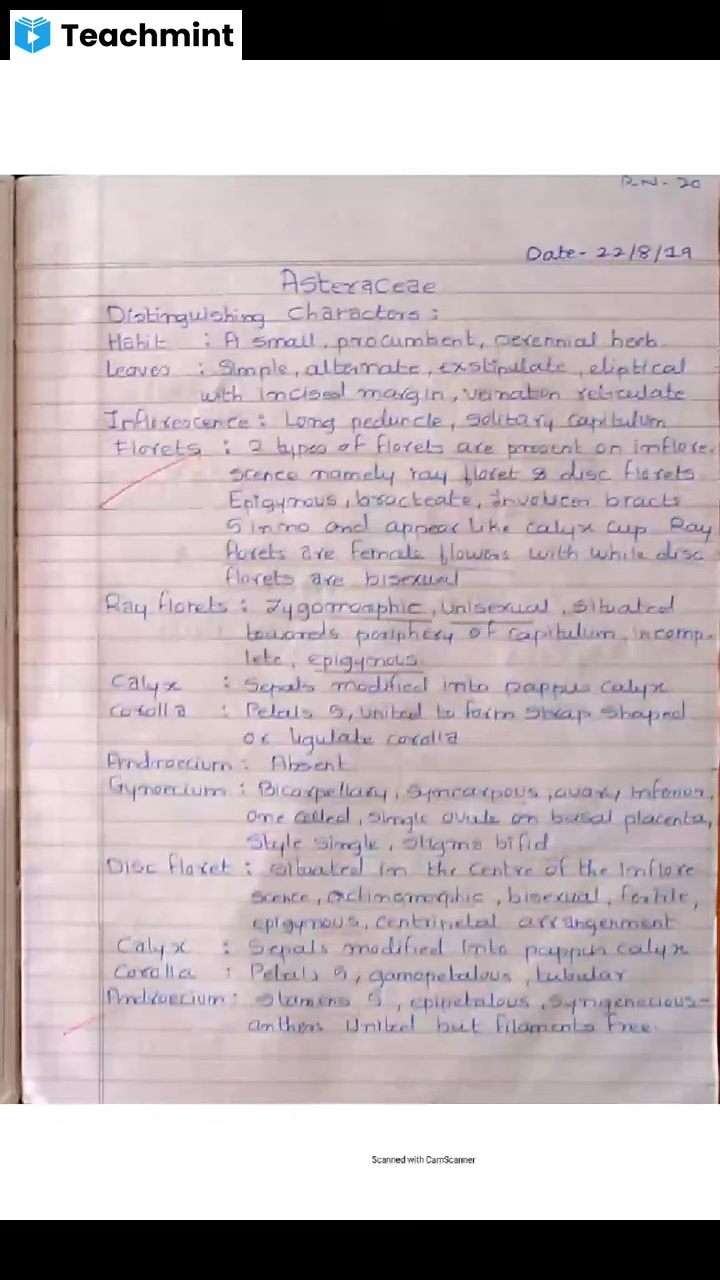 Teachmint
R.N. - 20
Date - 22/8/19
Asteraceae
Distinguishing Charactors :
Habit : A small, procumbent, perennial herb
Leaves : Simple, alternate, exstipulate, eliptical
with incised margin, venation reticulate
Inflorescence : Long peduncle, solitary capitulum
Florets : 2 types of florets are present on inflore-
scence namely ray floret & disc florets
Epigymous, bracteate, Involucer bracts
5 in no and appear like calyx cup Ray
florets are female flowers with while disc
florets are bisexual
Ray florets : Zygomorphic, unisexual, situated
towards periphery of capitulum, incomp-
lete, epigymous.
Calyx : Sepals modified into pappus calyx
Corolla : Petals 5, united to form strap shaped
or ligulate corolla
Androecium : Absent
Gynoecium : Bicarpellary, syncarpous, ovary inferior,
one celled, single ovule on basal placenta,
style single, stigma bifid
Disc floret : situated in the centre of the inflore
scence, actinomorphic, bisexual, fertile,
epigynous, centripetal arrangenment
Calyx : Sepals modified into pappus calyx
Corolla : Petals 5, gamopetalous, tubular
Androecium : Stamens 5, epipetalous, syngenecious-
anthers united but filaments free.
Scanned with CamScanner